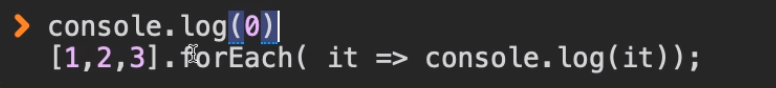 console.log(0)
[1,2,3].forEach( it => console.log(it));